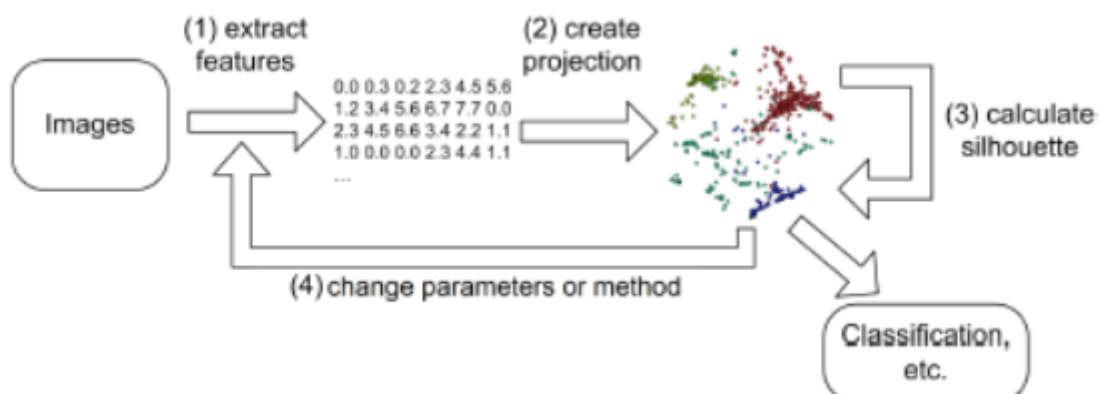 Images
(1) extract
features
0.0 0.3 0.2 2.3 4.5 5.6
1.2 3.4 5.6 6.7 7.7 0.0
2.3 4.5 6.6 3.4 2.2 1.1
1.0 0.0 0.0 2.3 4.4 1.1
...
(2) create
projection
(3) calculate
silhouette
(4) change parameters or method
Classification,
etc.